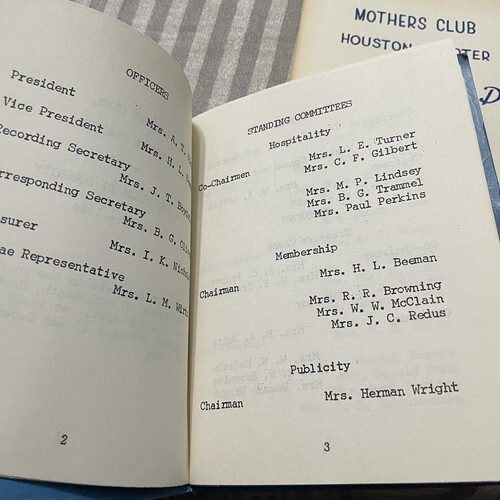 MOTHERS CLUB
HOUSTON
OFFICERS
President
Mrs. A. T.
Vice President
Mrs. H. L.
Recording Secretary
Mrs. J. T.
Secretary
Mrs. B. G.
Mrs. I. K.
Representative
Mrs. L. M.
2
STANDING COMMITTEES
Hospitality
Co-Chairmen Mrs. L. E. Turner
Mrs. C. F. Gilbert
Mrs. M. P. Lindsey
Mrs. B. G. Trammel
Mrs. Paul Perkins
Membership
Chairman Mrs. H. L. Beeman
Mrs. R. R. Browning
Mrs. W. W. McClain
Mrs. J. C. Redus
Publicity
Chairman Mrs. Herman Wright
3